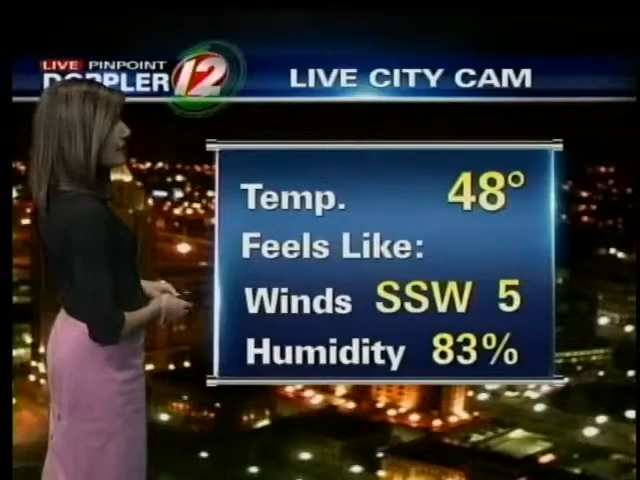 LIVE PINPOINT
DOPPLER 12
LIVE CITY CAM
Temp. 48°
Feels Like:
Winds SSW 5
Humidity 83%